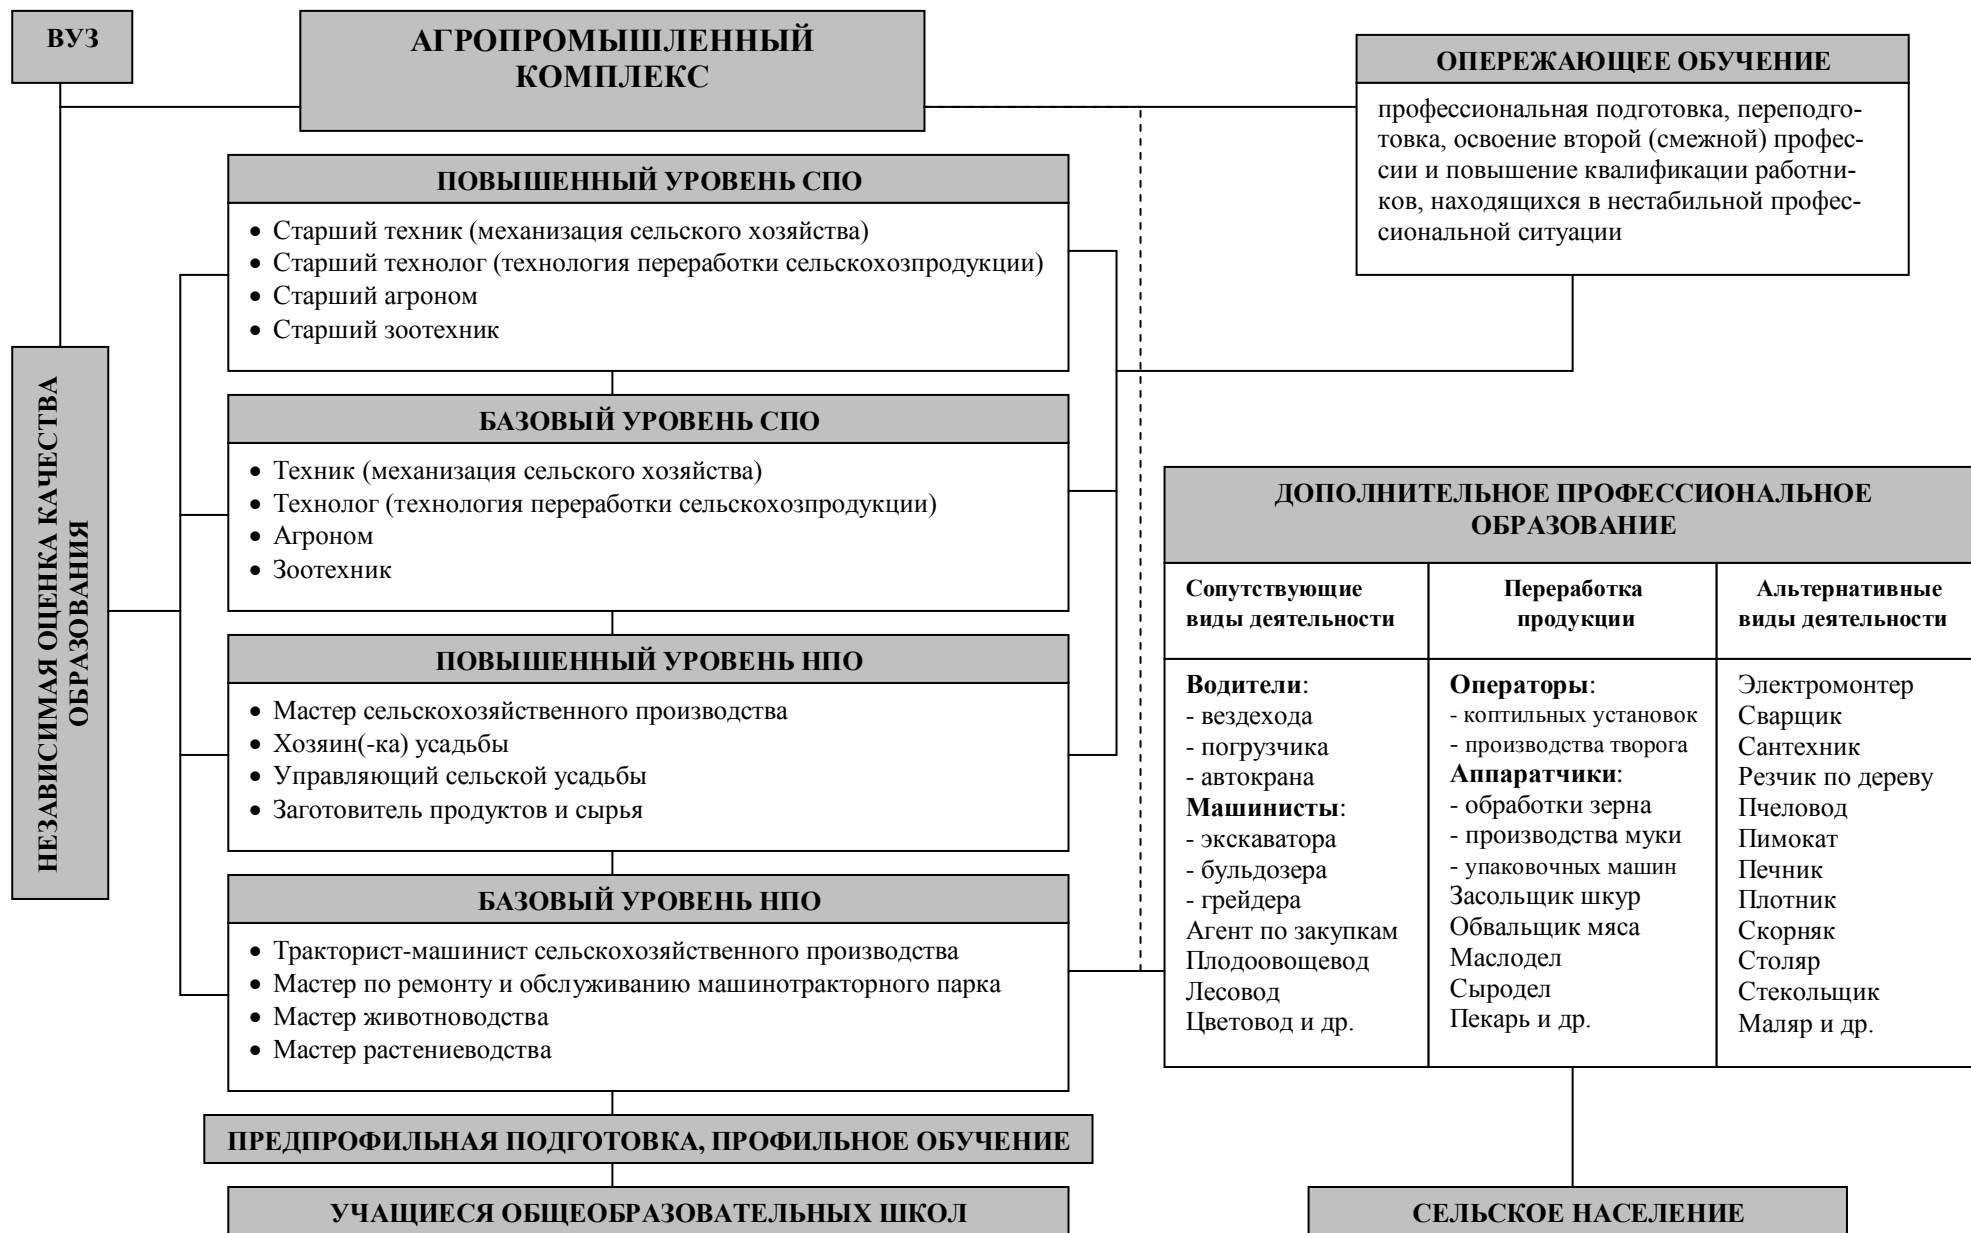 ВУЗ
АГРОПРОМЫШЛЕННЫЙ
КОМПЛЕКС
ОПЕРЕЖАЮЩЕЕ ОБУЧЕНИЕ
профессиональная подготовка, переподго-
товка, освоение второй (смежной) профес-
сии и повышение квалификации работни-
ков, находящихся в нестабильной профес-
сиональной ситуации
ПОВЫШЕННЫЙ УРОВЕНЬ СПО
• Старший техник (механизация сельского хозяйства)
• Старший технолог (технология переработки сельскохозпродукции)
• Старший агроном
• Старший зоотехник
НЕЗАВИСИМАЯ ОЦЕНКА КАЧЕСТВА
ОБРАЗОВАНИЯ
БАЗОВЫЙ УРОВЕНЬ СПО
• Техник (механизация сельского хозяйства)
• Технолог (технология переработки сельскохозпродукции)
• Агроном
• Зоотехник
ПОВЫШЕННЫЙ УРОВЕНЬ НПО
• Мастер сельскохозяйственного производства
• Хозяин(-ка) усадьбы
• Управляющий сельской усадьбы
• Заготовитель продуктов и сырья
БАЗОВЫЙ УРОВЕНЬ НПО
• Тракторист-машинист сельскохозяйственного производства
• Мастер по ремонту и обслуживанию машинотракторного парка
• Мастер животноводства
• Мастер растениеводства
ДОПОЛНИТЕЛЬНОЕ ПРОФЕССИОНАЛЬНОЕ
ОБРАЗОВАНИЕ
Сопутствующие
виды деятельности
Водители:
- вездехода
- погрузчика
- автокрана
Машинисты:
- экскаватора
- бульдозера
- грейдера
Агент по закупкам
Плодоовощевод
Лесовод
Цветовод и др.
Переработка
продукции
Операторы:
- коптильных установок
- производства творога
Аппаратчики:
- обработки зерна
- производства муки
- упаковочных машин
Засольщик шкур
Обвальщик мяса
Маслодел
Сыродел
Пекарь и др.
Альтернативные
виды деятельности
Электромонтер
Сварщик
Сантехник
Резчик по дереву
Пчеловод
Пимокат
Печник
Плотник
Скорняк
Столяр
Стекольщик
Маляр и др.
ПРЕДПРОФИЛЬНАЯ ПОДГОТОВКА, ПРОФИЛЬНОЕ ОБУЧЕНИЕ
УЧАЩИЕСЯ ОБЩЕОБРАЗОВАТЕЛЬНЫХ ШКОЛ
СЕЛЬСКОЕ НАСЕЛЕНИЕ